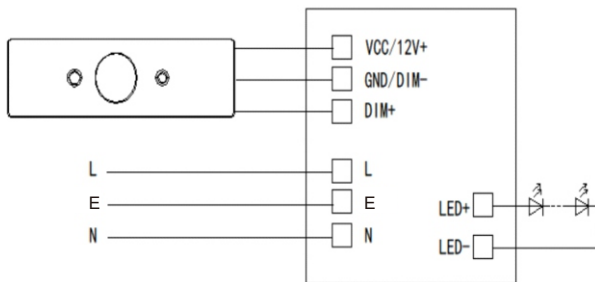 VCC/12V+
GND/DIM-
DIM+
L L
E E
N N
LED+
LED-